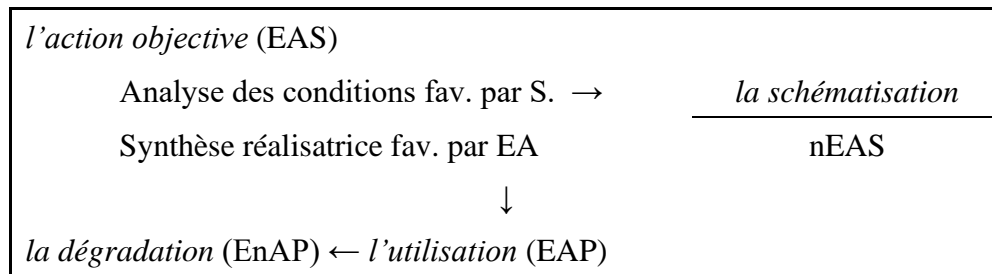 l’action objective (EAS)
Analyse des conditions fav. par S. → la schématisation
Synthèse réalisatrice fav. par EA nEAS
↓
la dégradation (EnAP) ← l’utilisation (EAP)